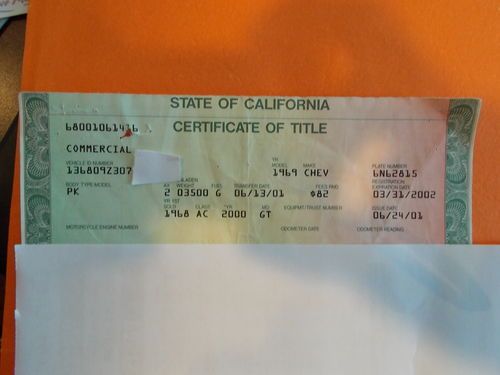 STATE OF CALIFORNIA
CERTIFICATE OF TITLE
COMMERCIAL
YR
VEHICLE ID NUMBER MODEL MAKE PLATE NUMBER
136809Z307 1969 CHEV 6N62815
BODY TYPE MODEL AX WEIGHT FUEL TRANSFER DATE FEES PAID REGISTRATION EXPIRATION DATE
PK 2 03500 G 06/13/01 $82 03/31/2002
YR 1ST
SOLD CLASS YR MO EQUIPMT/TRUST NUMBER ISSUE DATE
1968 AC 2000 GT 06/24/01
MOTORCYCLE ENGINE NUMBER ODOMETER DATE ODOMETER READING